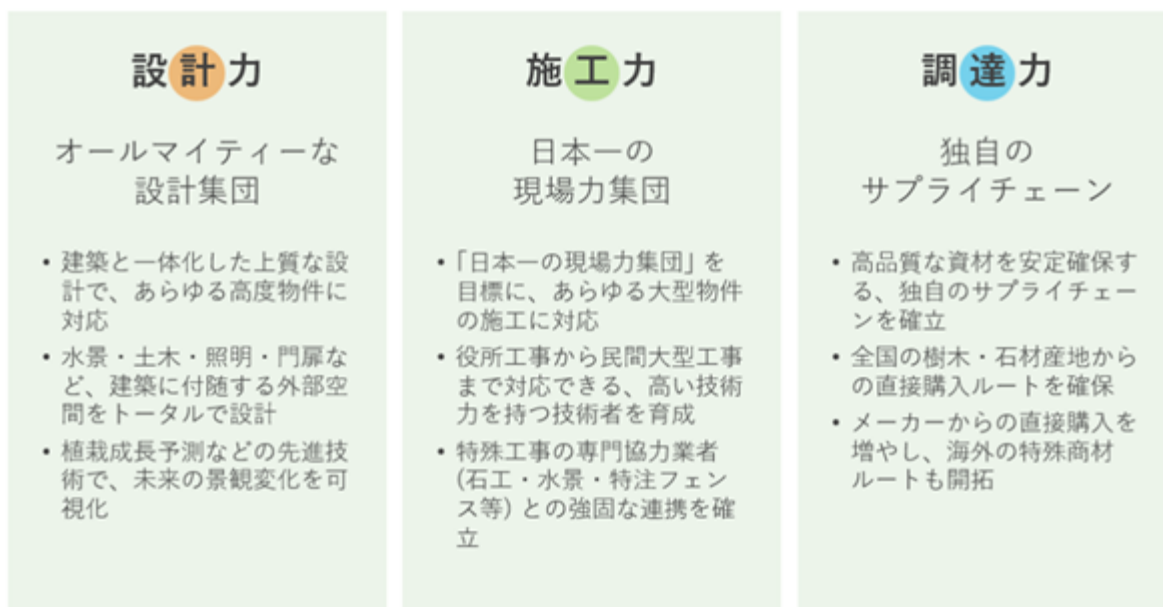 設計力
オールマイティーな
設計集団
• 建築と一体化した上質な設
計で、あらゆる高度物件に
対応
• 水景・土木・照明・門扉な
ど、建築に付随する外部空
間をトータルで設計
• 植栽成長予測などの先進技
術で、未来の景観変化を可
視化
施工力
日本一の
現場力集団
• 「日本一の現場力集団」を
目標に、あらゆる大型物件
の施工に対応
• 役所工事から民間大型工事
まで対応できる、高い技術
力を持つ技術者を育成
• 特殊工事の専門協力業者
(石工・水景・特注フェン
ス等) との強固な連携を確
立
調達力
独自の
サプライチェーン
• 高品質な資材を安定確保す
る、独自のサプライチェー
ンを確立
• 全国の樹木・石材産地から
の直接購入ルートを確保
• メーカーからの直接購入を
増やし、海外の特殊商材
ルートも開拓